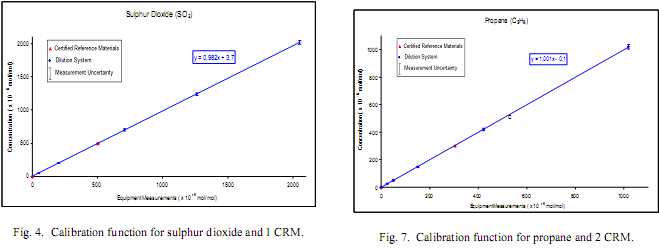 Sulphur Dioxide (SO2)
Concentration ( x 10 -6 mol/mol)
2000
1500
1000
500
0
Certified Reference Materials
Dilution System
Measurement Uncertainty
y = 0,982x + 3,7
0
500
1000
1500
2000
Equipment Measurements ( x 10 -6 mol/mol)
Fig. 4. Calibration function for sulphur dioxide and 1 CRM.
Propane (C3H8)
Concentration ( x 10 -6 mol/mol)
1000
800
600
400
200
0
Certified Reference Materials
Dilution System
Measurement Uncertainty
y = 1,001x - 0,1
0
200
400
600
800
1000
Equipment Measurements ( x 10 -6 mol/mol)
Fig. 7. Calibration function for propane and 2 CRM.